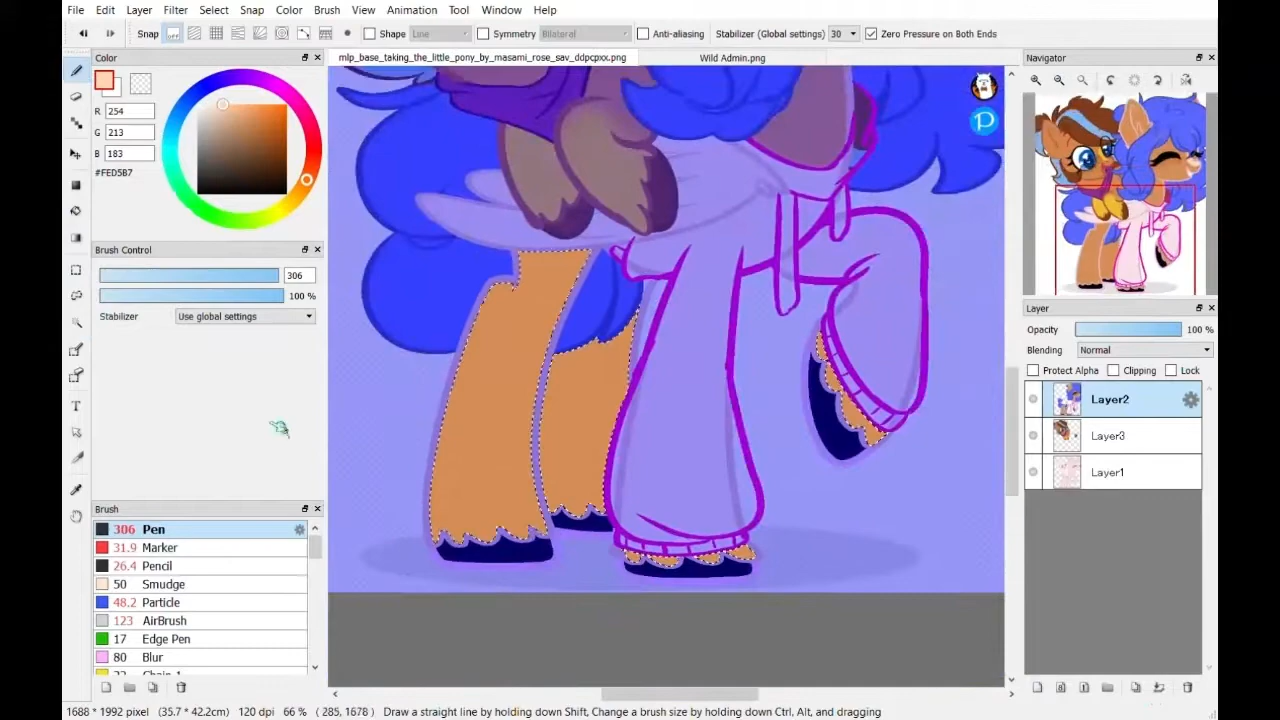 File Edit Layer Filter Select Snap Color Brush View Animation Tool Window Help
Snap OFF Shape Line Symmetry Bilateral Anti-aliasing Stabilizer (Global settings) 30 Zero Pressure on Both Ends
Color
mlp_base_taking_the_little_pony_by_masami_rose_sav_ddpcpxx.png
Wild Admin.png
Navigator
R 254
G 213
B 183
#FED5B7
P
Brush Control
306
100 %
Stabilizer Use global settings
Layer
Opacity 100 %
Blending Normal
Protect Alpha Clipping Lock
Layer2
Layer3
Layer1
T
Brush
306 Pen
31.9 Marker
26.4 Pencil
50 Smudge
48.2 Particle
123 AirBrush
17 Edge Pen
80 Blur
1688 * 1992 pixel (35.7 * 42.2cm) 120 dpi 66 % ( 285, 1678 ) Draw a straight line by holding down Shift, Change a brush size by holding down Ctrl, Alt, and dragging